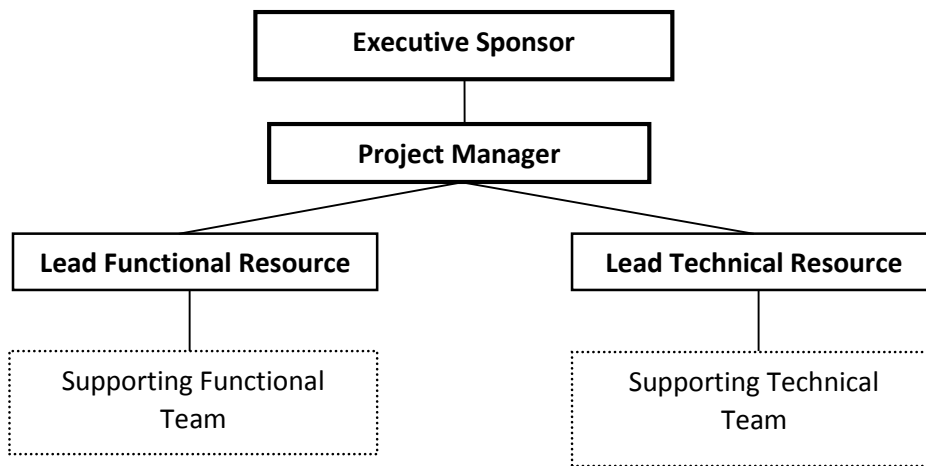 Executive Sponsor
Project Manager
Lead Functional Resource
Lead Technical Resource
Supporting Functional
Team
Supporting Technical
Team